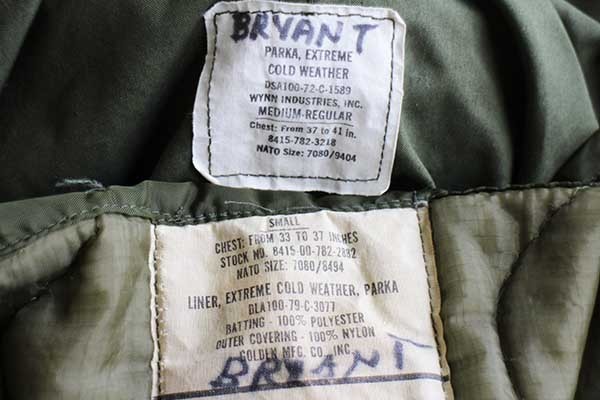 BRYANT
PARKA, EXTREME
COLD WEATHER
DSA100-72-C-1589
WYNN INDUSTRIES, INC.
MEDIUM-REGULAR
Chest: From 37 to 41 in.
8415-782-3218
NATO Size: 7080/9404
SMALL
CHEST: FROM 33 TO 37 INCHES
STOCK NO. 8415-00-782-2882
NATO SIZE: 7080/8494
LINER, EXTREME COLD WEATHER, PARKA
DLA100-79-C-3077
BATTING - 100% POLYESTER
OUTER COVERING - 100% NYLON
GOLDEN MFG. CO., INC.
BRYANT